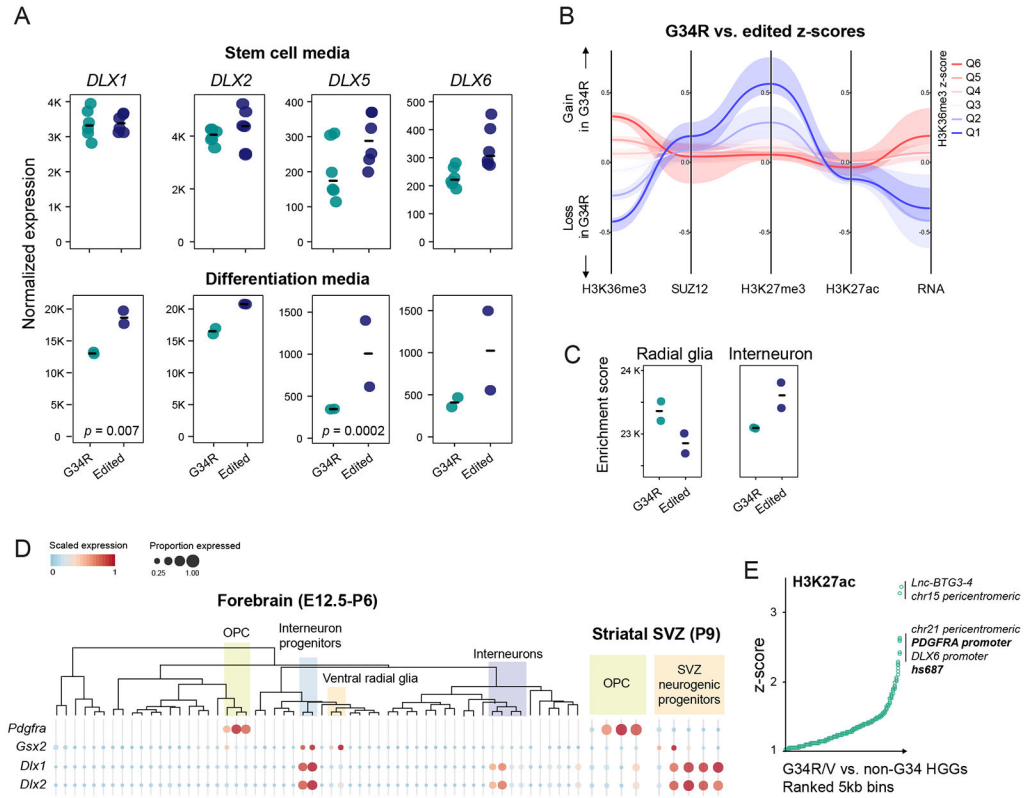 A
Stem cell media
DLX1
DLX2
DLX5
DLX6
4K
3K
2K
1K
0
4K
2K
0
400
300
200
100
0
600
500
400
300
200
100
0
Normalized expression
Differentiation media
20K
15K
10K
5K
0
20K
15K
10K
5K
0
1500
1000
500
0
1500
1000
500
0
p = 0.007
p = 0.0002
G34R
Edited
G34R
Edited
G34R
Edited
G34R
Edited
B
G34R vs. edited z-scores
Gain
in G34R
Loss
in G34R
0.5
0.0
-0.5
0.5
0.0
-0.5
0.5
0.0
-0.5
0.5
0.0
-0.5
0.5
0.0
-0.5
H3K36me3
SUZ12
H3K27me3
H3K27ac
RNA
H3K36me3 z-score
Q6
Q5
Q4
Q3
Q2
Q1
C
Radial glia
Interneuron
Enrichment score
24 K
23 K
G34R
Edited
G34R
Edited
D
Scaled expression
0
1
Proportion expressed
0.25
1.00
Forebrain (E12.5-P6)
OPC
Interneuron
progenitors
Ventral radial glia
Interneurons
Striatal SVZ (P9)
OPC
SVZ
neurogenic
progenitors
Pdgfra
Gsx2
Dlx1
Dlx2
E
H3K27ac
z-score
3
2
1
Lnc-BTG3-4
chr15 pericentromeric
chr21 pericentromeric
PDGFRA promoter
DLX6 promoter
hs687
G34R/V vs. non-G34 HGGs
Ranked 5kb bins